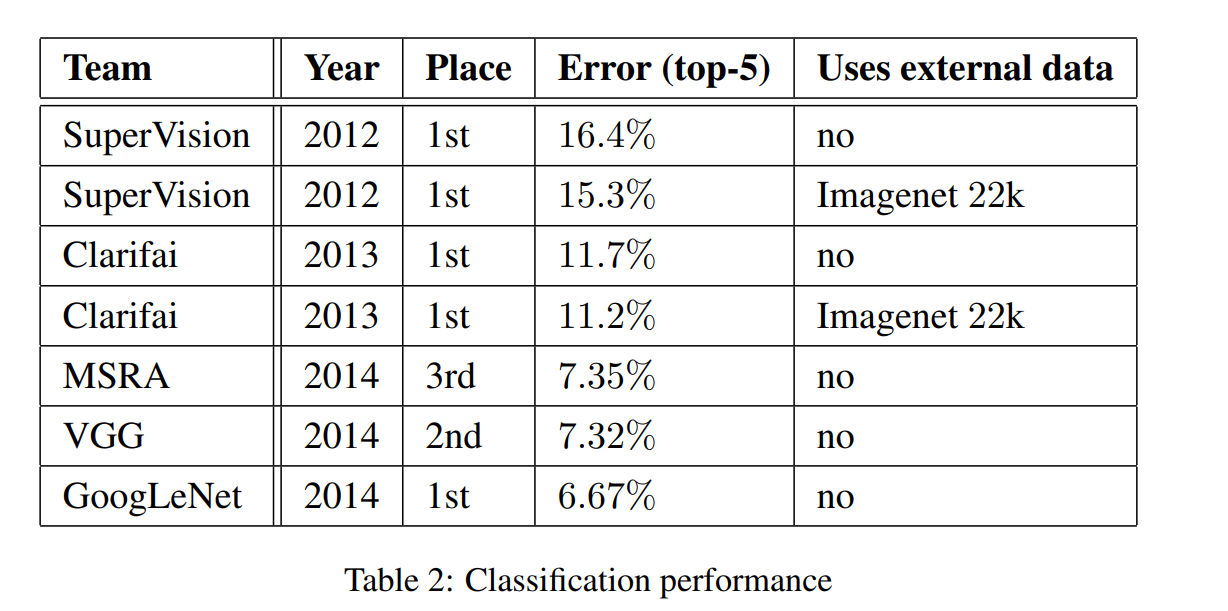 Team Year Place Error (top-5) Uses external data
SuperVision 2012 1st 16.4% no
SuperVision 2012 1st 15.3% Imagenet 22k
Clarifai 2013 1st 11.7% no
Clarifai 2013 1st 11.2% Imagenet 22k
MSRA 2014 3rd 7.35% no
VGG 2014 2nd 7.32% no
GoogLeNet 2014 1st 6.67% no
Table 2: Classification performance